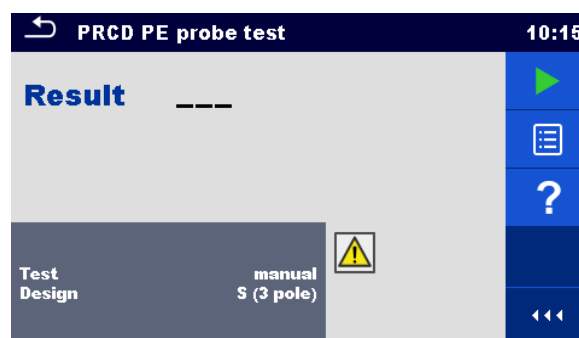 PRCD PE probe test 10:15
Result ___
?
Test manual
Design S (3 pole)